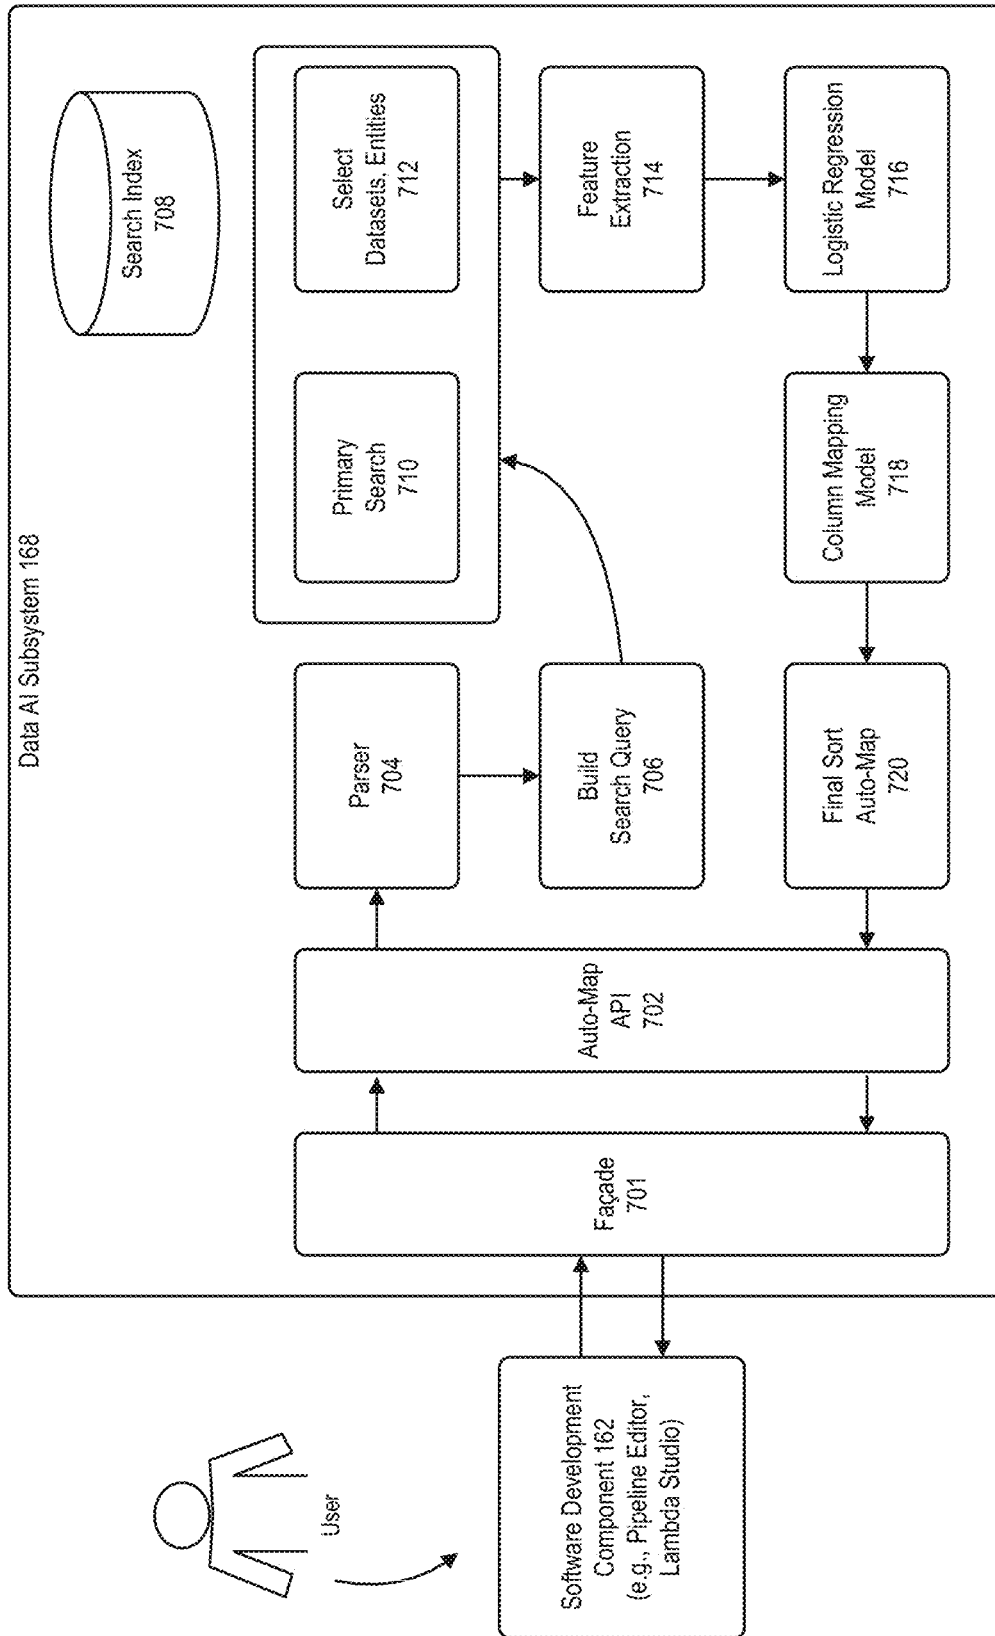 Data AI Subsystem 168
User
Software Development
Component 162
(e.g., Pipeline Editor,
Lambda Studio)
Façade
701
Auto-Map
API
702
Parser
704
Build
Search Query
706
Search Index
708
Primary
Search
710
Select
Datasets, Entities
712
Feature
Extraction
714
Logistic Regression
Model
716
Column Mapping
Model
718
Final Sort
Auto-Map
720